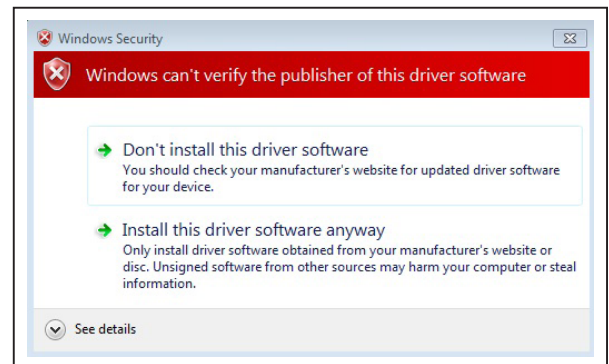 Windows Security
Windows can't verify the publisher of this driver software
Don't install this driver software
You should check your manufacturer's website for updated driver software
for your device.
Install this driver software anyway
Only install driver software obtained from your manufacturer's website or
disc. Unsigned software from other sources may harm your computer or steal
information.
See details